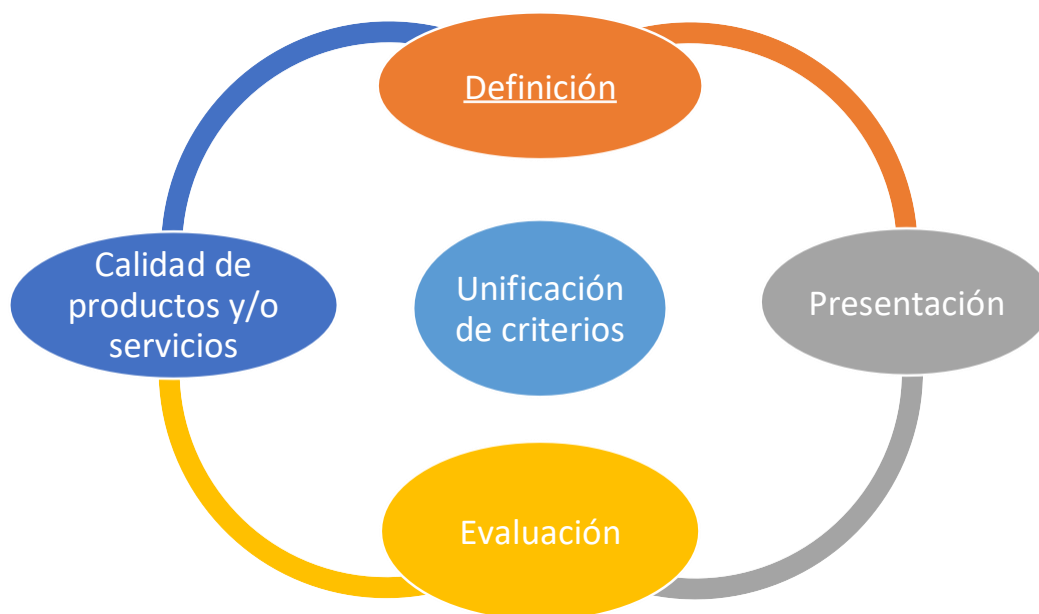 Definición
Calidad de
productos y/o
servicios
Unificación
de criterios
Presentación
Evaluación